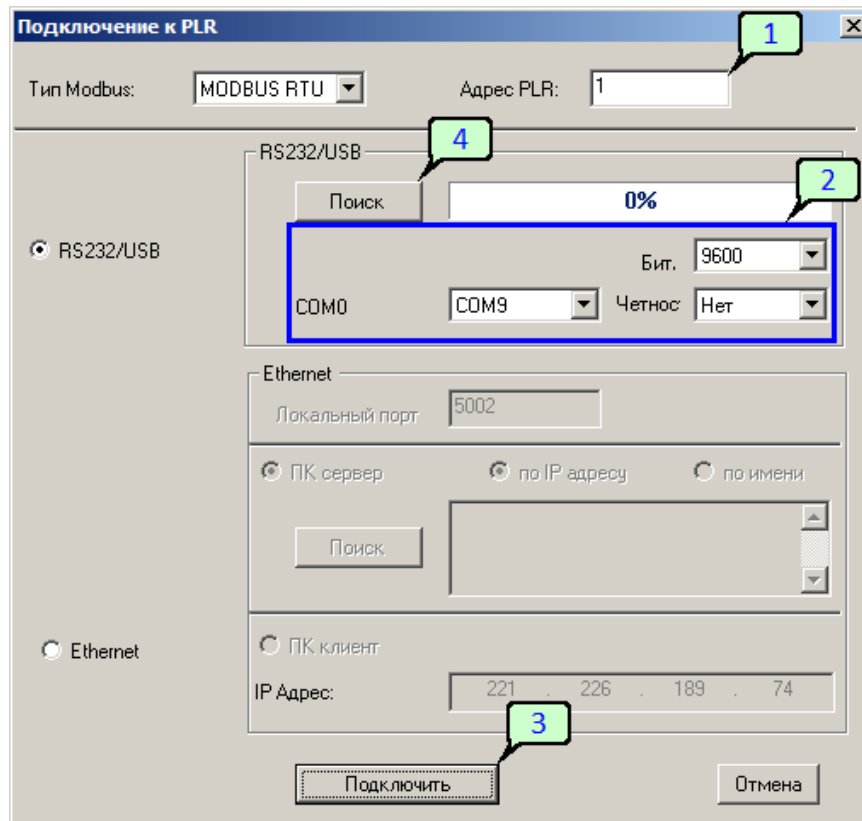 Подключение к PLR
1
Тип Modbus: MODBUS RTU Адрес PLR: 1
4
RS232/USB
2
Поиск 0%
RS232/USB
Бит. 9600
COM0 COM9 Четнос Нет
Ethernet
Локальный порт 5002
ПК сервер по IP адресу по имени
Поиск
Ethernet
ПК клиент
IP Адрес: 221 . 226 . 189 . 74
3
Подключить Отмена